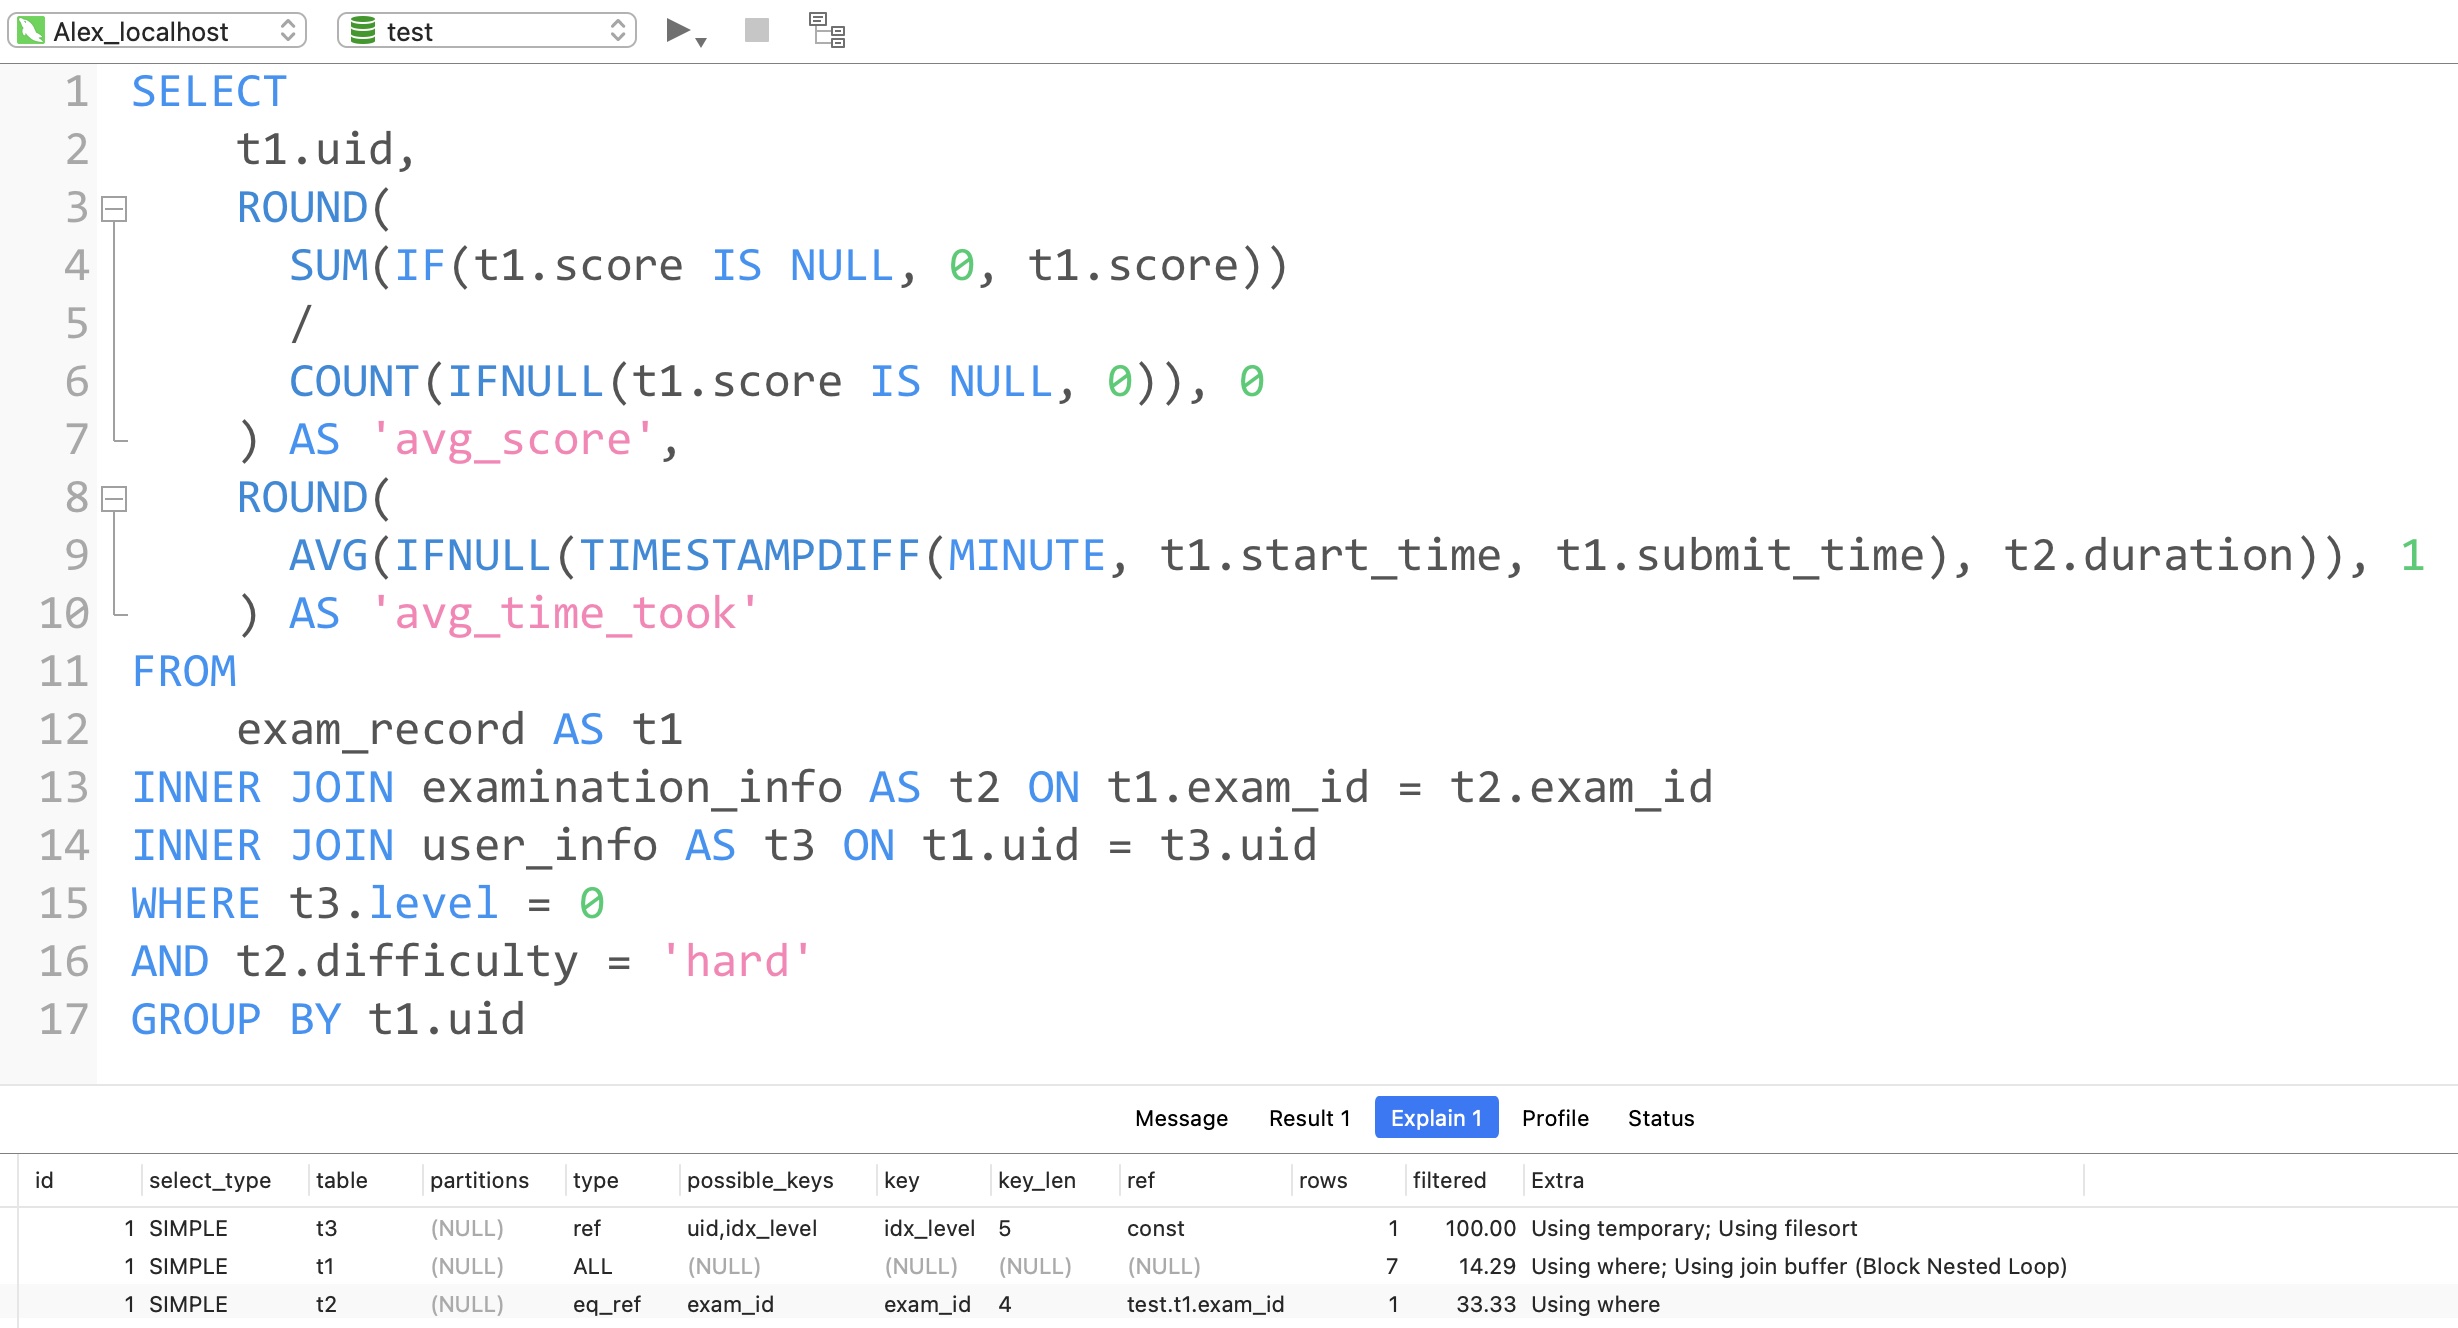 Alex_localhost test
1 SELECT
2 t1.uid,
3 ROUND(
4 SUM(IF(t1.score IS NULL, 0, t1.score))
5 /
6 COUNT(IFNULL(t1.score IS NULL, 0)), 0
7 ) AS 'avg_score',
8 ROUND(
9 AVG(IFNULL(TIMESTAMPDIFF(MINUTE, t1.start_time, t1.submit_time), t2.duration)), 1
10 ) AS 'avg_time_took'
11 FROM
12 exam_record AS t1
13 INNER JOIN examination_info AS t2 ON t1.exam_id = t2.exam_id
14 INNER JOIN user_info AS t3 ON t1.uid = t3.uid
15 WHERE t3.level = 0
16 AND t2.difficulty = 'hard'
17 GROUP BY t1.uid
Message Result 1 Explain 1 Profile Status
id select_type table partitions type possible_keys key key_len ref rows filtered Extra
1 SIMPLE t3 (NULL) ref uid,idx_level idx_level 5 const 1 100.00 Using temporary; Using filesort
1 SIMPLE t1 (NULL) ALL (NULL) (NULL) (NULL) (NULL) 7 14.29 Using where; Using join buffer (Block Nested Loop)
1 SIMPLE t2 (NULL) eq_ref exam_id exam_id 4 test.t1.exam_id 1 33.33 Using where